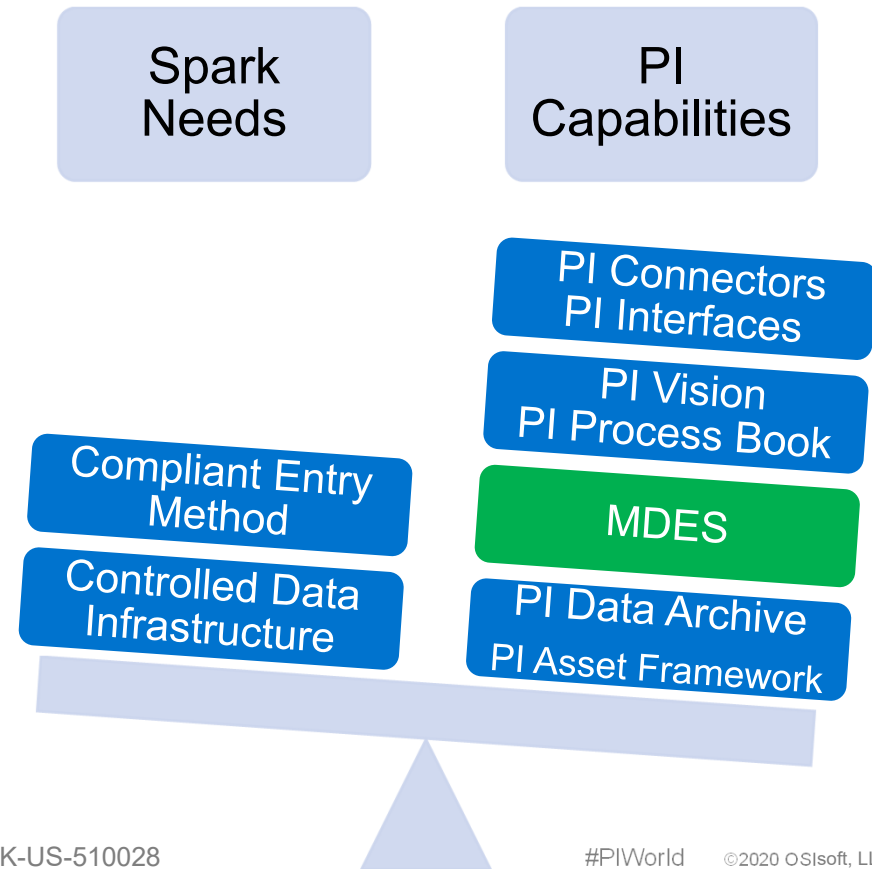 Spark
Needs
PI
Capabilities
PI Connectors
PI Interfaces
PI Vision
PI Process Book
Compliant Entry
Method
MDES
Controlled Data
Infrastructure
PI Data Archive
PI Asset Framework
K-US-510028
#PIWorld
©2020 OSIsoft, LL